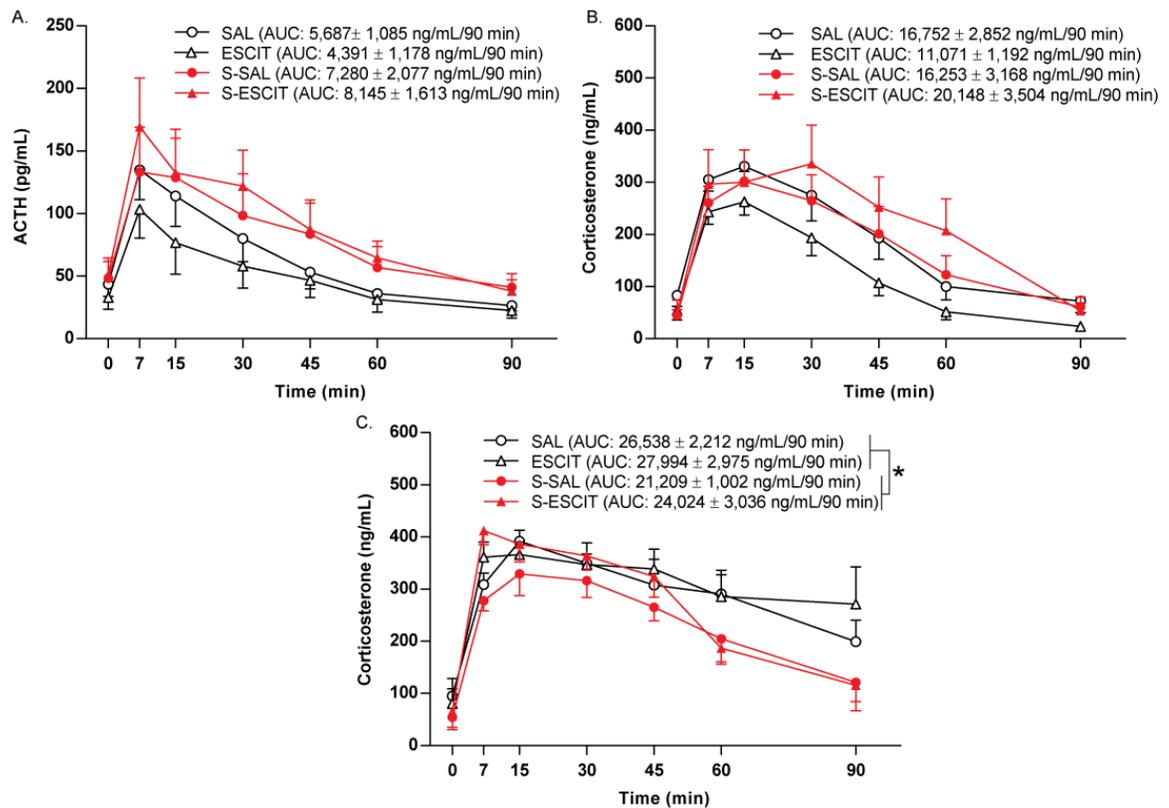 A.
250
200
150
100
50
0
ACTH (pg/mL)
SAL (AUC: 5,687± 1,085 ng/mL/90 min)
ESCIT (AUC: 4,391 ± 1,178 ng/mL/90 min)
S-SAL (AUC: 7,280 ± 2,077 ng/mL/90 min)
S-ESCIT (AUC: 8,145 ± 1,613 ng/mL/90 min)
0 7 15 30 45 60 90
Time (min)
B.
600
500
400
300
200
100
0
Corticosterone (ng/mL)
SAL (AUC: 16,752 ± 2,852 ng/mL/90 min)
ESCIT (AUC: 11,071 ± 1,192 ng/mL/90 min)
S-SAL (AUC: 16,253 ± 3,168 ng/mL/90 min)
S-ESCIT (AUC: 20,148 ± 3,504 ng/mL/90 min)
0 7 15 30 45 60 90
Time (min)
C.
600
500
400
300
200
100
0
Corticosterone (ng/mL)
SAL (AUC: 26,538 ± 2,212 ng/mL/90 min)
ESCIT (AUC: 27,994 ± 2,975 ng/mL/90 min)
S-SAL (AUC: 21,209 ± 1,002 ng/mL/90 min)
S-ESCIT (AUC: 24,024 ± 3,036 ng/mL/90 min)
*
0 7 15 30 45 60 90
Time (min)